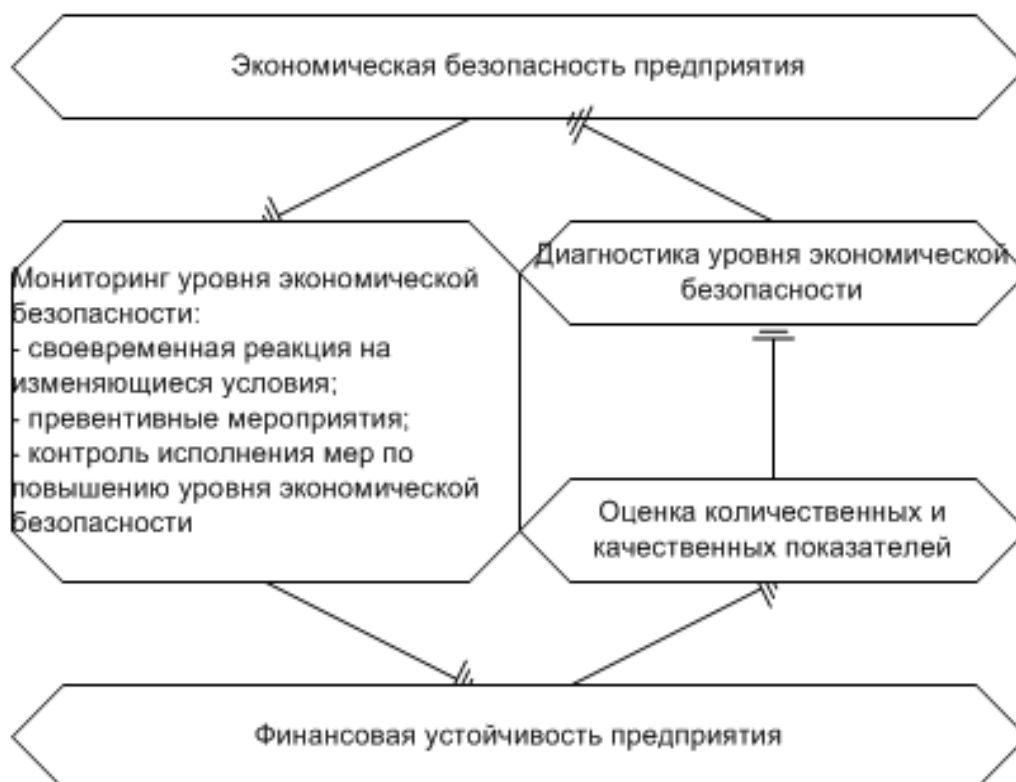 Экономическая безопасность предприятия
Мониторинг уровня экономической
безопасности:
- своевременная реакция на
изменяющиеся условия;
- превентивные мероприятия;
- контроль исполнения мер по
повышению уровня экономической
безопасности
Диагностика уровня экономической
безопасности
Оценка количественных и
качественных показателей
Финансовая устойчивость предприятия